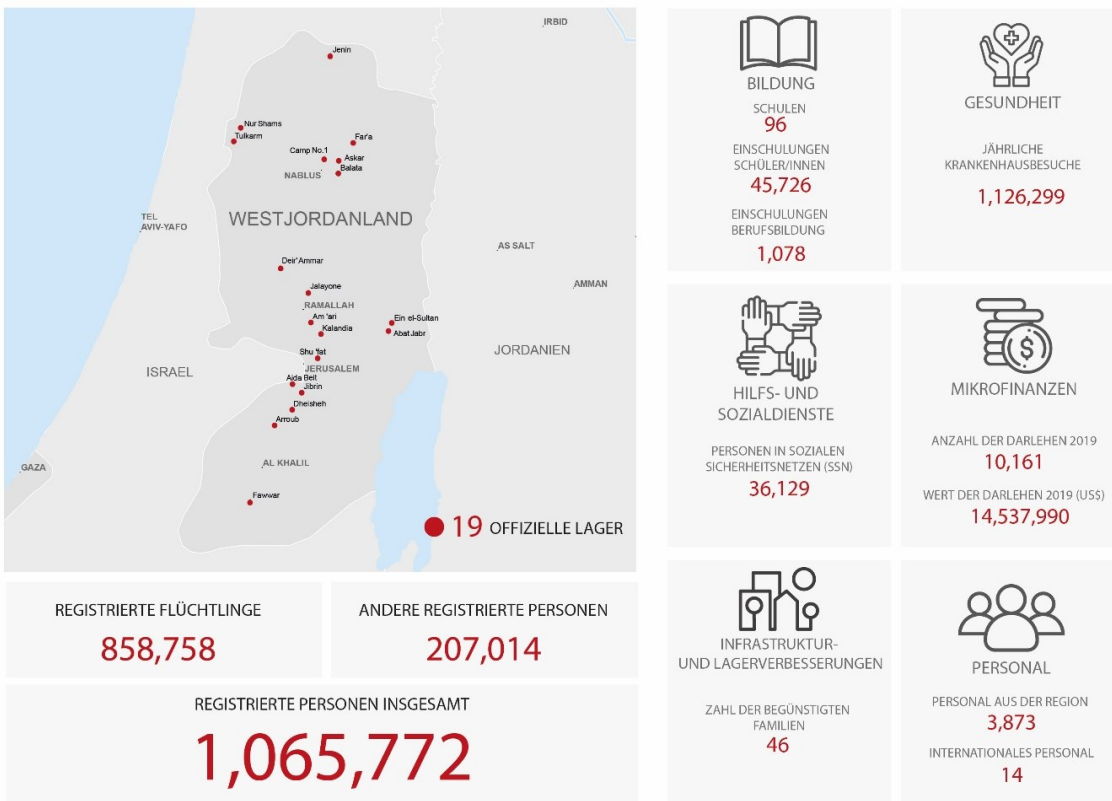 IRBID
Jenin
Nur Shams
Tulkarm
Far'a
Camp No.1
Askar
Balata
NABLUS
WESTJORDANLAND
TEL
AVIV-YAFO
AS SALT
Deir'Ammar
AMMAN
Jalayone
RAMALLAH
Am 'ari
Kalandia
Ein el-Sultan
Abat Jabr
Shu 'fat
JERUSALEM
JORDANIEN
ISRAEL
Aida Beit
Jibrin
Dheisheh
Arroub
AL KHALIL
GAZA
Fawwar
19 OFFIZIELLE LAGER
REGISTRIERTE FLÜCHTLINGE
858,758
ANDERE REGISTRIERTE PERSONEN
207,014
REGISTRIERTE PERSONEN INSGESAMT
1,065,772
BILDUNG
SCHULEN
96
EINSCHULUNGEN
SCHÜLER/INNEN
45,726
EINSCHULUNGEN
BERUFSBILDUNG
1,078
GESUNDHEIT
JÄHRLICHE
KRANKENHAUSBESUCHE
1,126,299
HILFS- UND
SOZIALDIENSTE
PERSONEN IN SOZIALEN
SICHERHEITSNETZEN (SSN)
36,129
$
MIKROFINANZEN
ANZAHL DER DARLEHEN 2019
10,161
WERT DER DARLEHEN 2019 (US$)
14,537,990
INFRASTRUKTUR-
UND LAGERVERBESSERUNGEN
ZAHL DER BEGÜNSTIGTEN
FAMILIEN
46
PERSONAL
PERSONAL AUS DER REGION
3,873
INTERNATIONALES PERSONAL
14